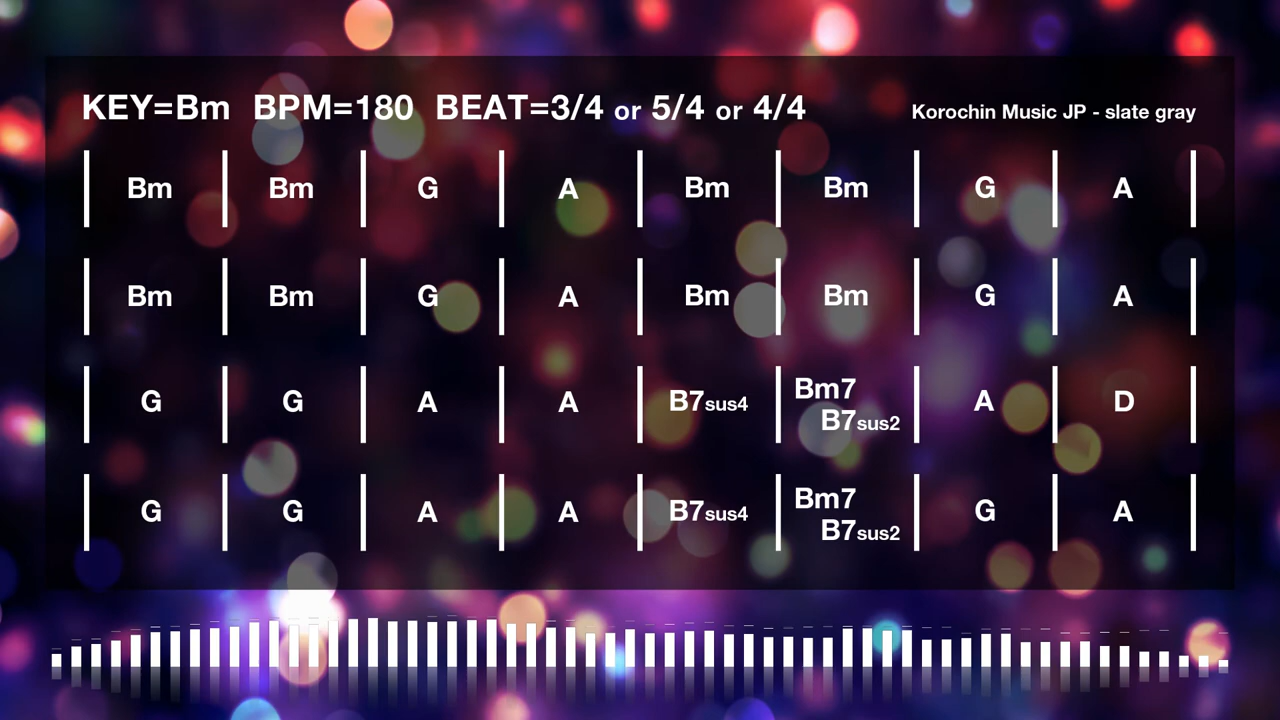 KEY=Bm BPM=180 BEAT=3/4 or 5/4 or 4/4 Korochin Music JP - slate gray
Bm Bm G A Bm Bm G A
Bm Bm G A Bm Bm G A
G G A A B7sus4 Bm7 B7sus2 A D
G G A A B7sus4 Bm7 B7sus2 G A